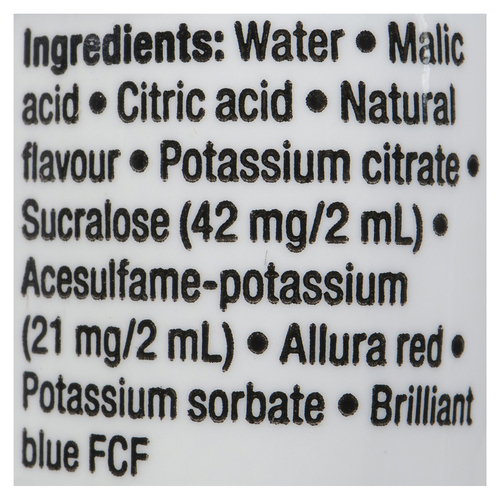 Ingredients: Water • Malic
acid • Citric acid • Natural
flavour • Potassium citrate •
Sucralose (42 mg/2 mL) •
Acesulfame-potassium
(21 mg/2 mL) • Allura red •
Potassium sorbate • Brilliant
blue FCF